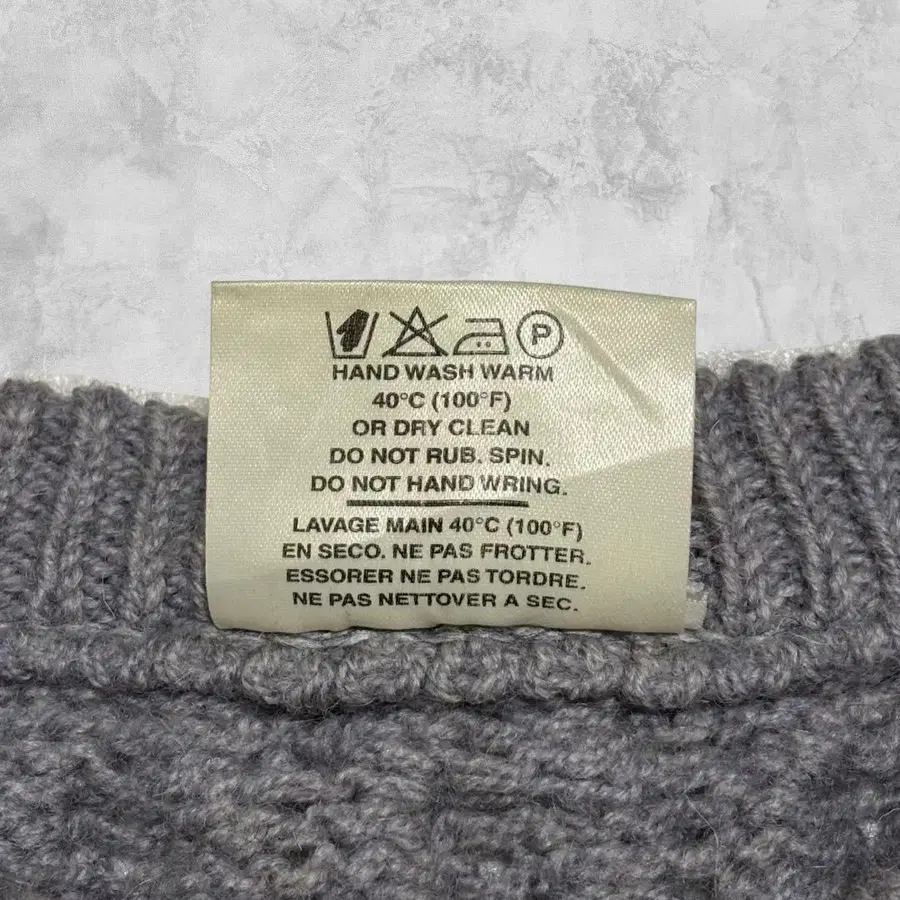 P
HAND WASH WARM
40°C (100°F)
OR DRY CLEAN
DO NOT RUB. SPIN.
DO NOT HAND WRING.
LAVAGE MAIN 40°C (100°F)
EN SECO. NE PAS FROTTER.
ESSORER NE PAS TORDRE.
NE PAS NETTOVER A SEC.